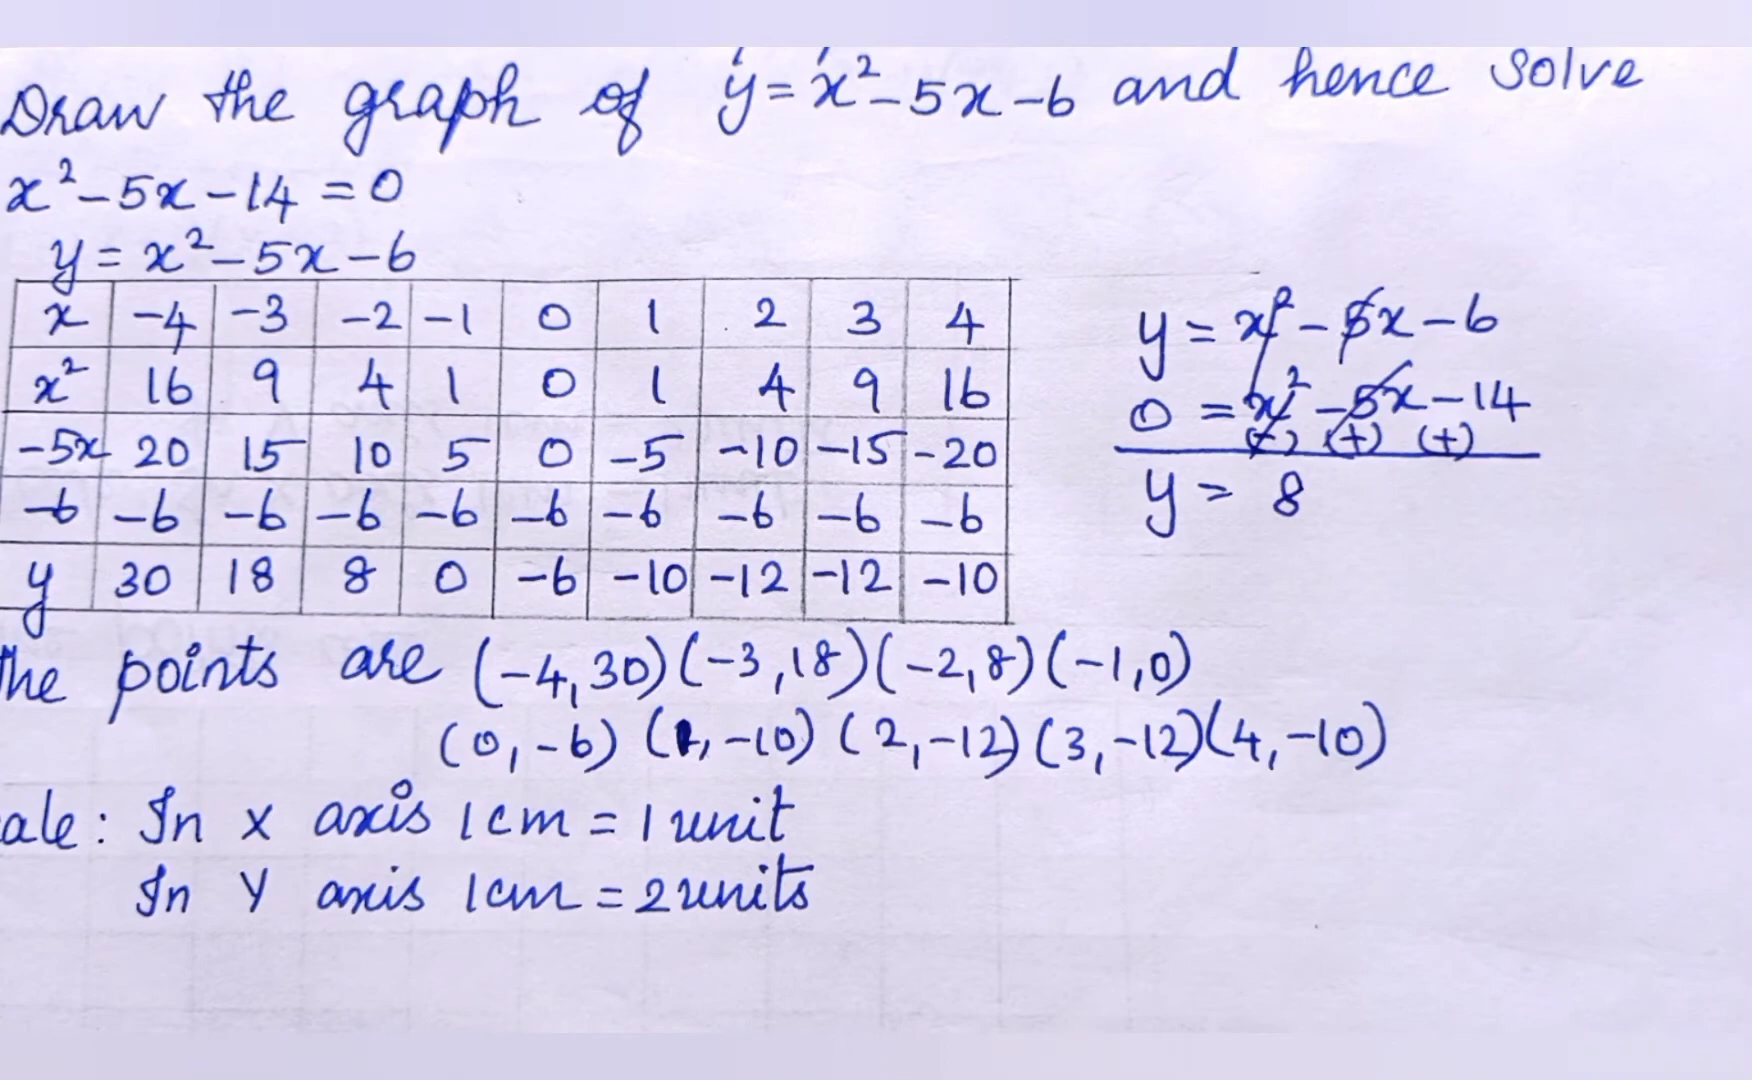 Draw the graph of y = x² - 5x - 6 and hence solve
x² - 5x - 14 = 0
y = x² - 5x - 6
x -4 -3 -2 -1 0 1 2 3 4
x² 16 9 4 1 0 1 4 9 16
-5x 20 15 10 5 0 -5 -10 -15 -20
-6 -6 -6 -6 -6 -6 -6 -6 -6 -6
y 30 18 8 0 -6 -10 -12 -12 -10
y = x² - 5x - 6
0 = x² - 5x - 14
(+) (+)
y = 8
the points are (-4,30) (-3,18) (-2,8) (-1,0)
(0,-6) (1,-10) (2,-12) (3,-12) (4,-10)
ale: In x axis 1cm = 1 unit
In y axis 1cm = 2 units